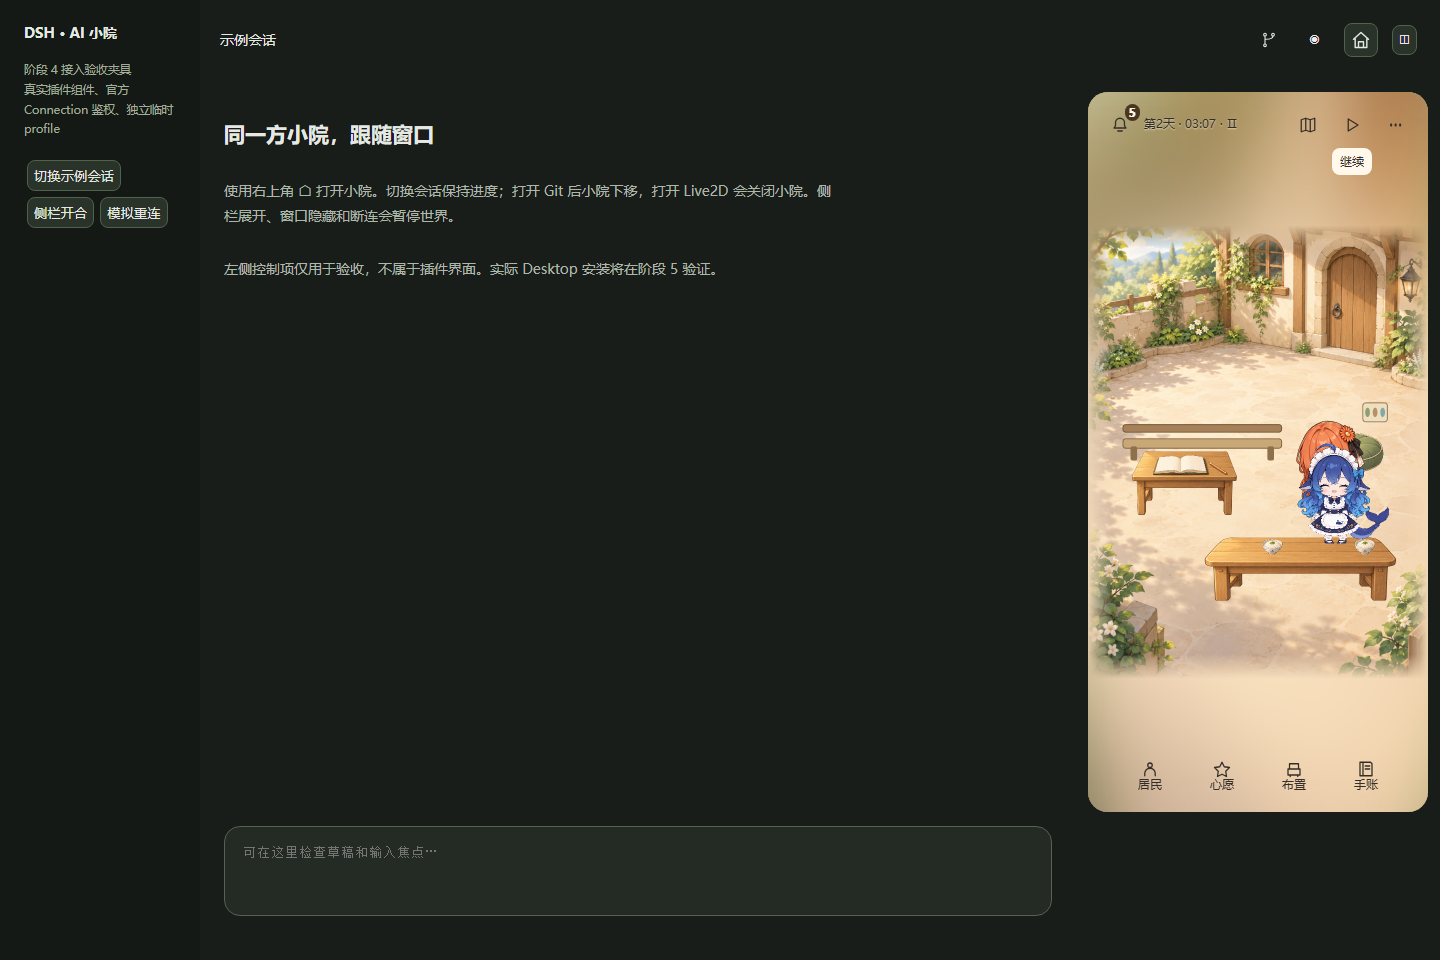 DSH • AI 小院
阶段 4 接入验收夹具
真实插件组件、官方
Connection 鉴权、独立临时
profile
切换示例会话
侧栏开合
模拟重连
示例会话
同一方小院，跟随窗口
使用右上角 ☖ 打开小院。切换会话保持进度；打开 Git 后小院下移，打开 Live2D 会关闭小院。侧
栏展开、窗口隐藏和断连会暂停世界。
左侧控制项仅用于验收，不属于插件界面。实际 Desktop 安装将在阶段 5 验证。
可在这里检查草稿和输入焦点…
5
第2天 · 03:07 · Ⅱ
继续
居民
心愿
布置
手账